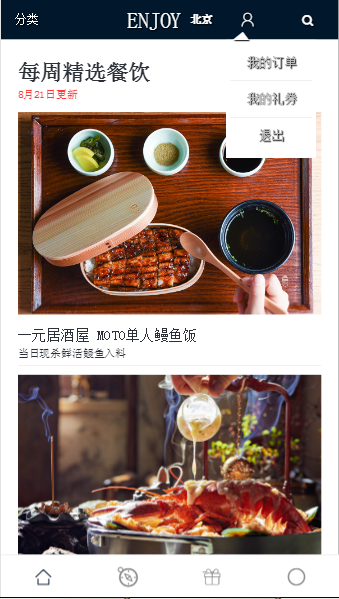 分类 ENJOY 北京
我的订单
我的礼券
退出
每周精选餐饮
8月21日更新
一元居酒屋 MOTO单人鳗鱼饭
当日现杀鲜活鳗鱼入料